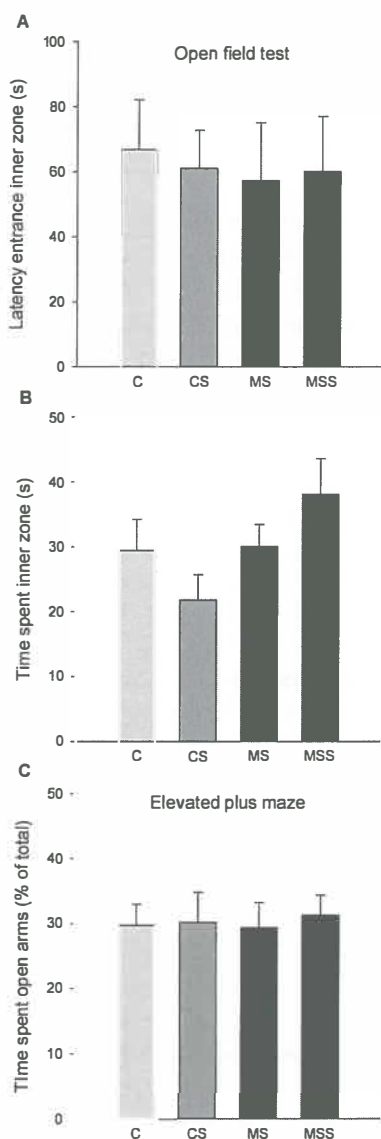 A
Open field test
Latency entrance inner zone (s)
100
80
60
40
20
0
C CS MS MSS
B
Time spent inner zone (s)
50
40
30
20
10
0
C CS MS MSS
C
Elevated plus maze
TIme spent open arms (% of total)
50
40
30
20
10
0
C CS MS MSS